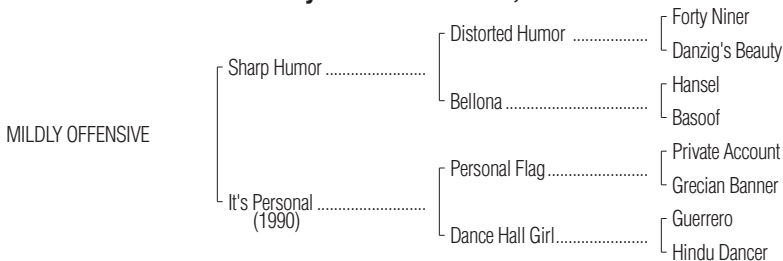 Forty Niner
Distorted Humor ....................
Danzig's Beauty
Sharp Humor .........................
Hansel
Bellona ......................................
Basoof
MILDLY OFFENSIVE
Private Account
Personal Flag .........................
Grecian Banner
It's Personal ...........................
(1990)
Guerrero
Dance Hall Girl .......................
Hindu Dancer